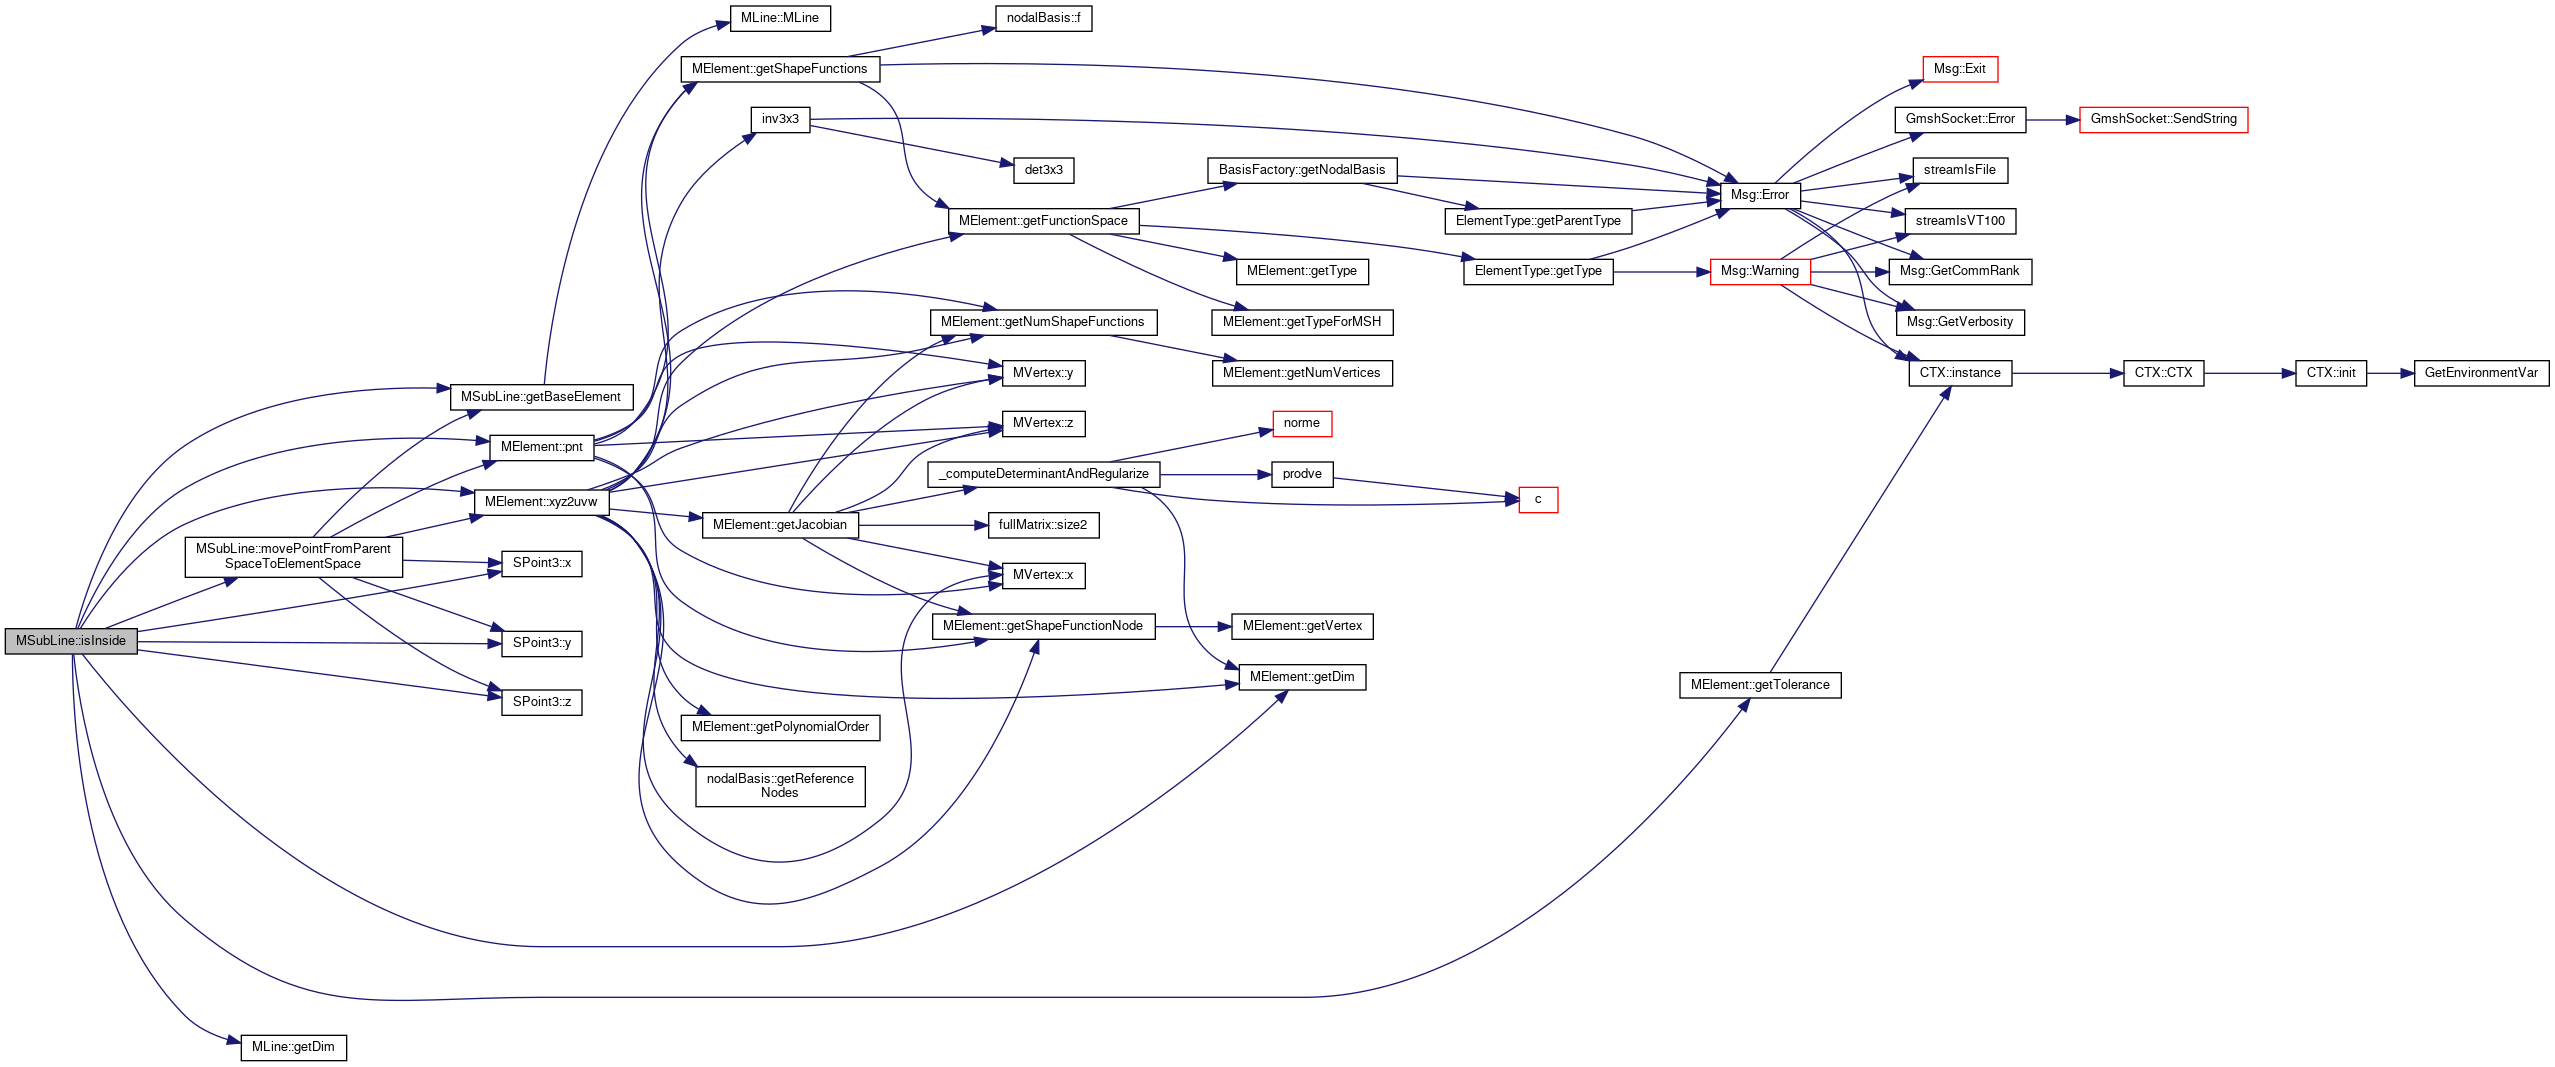 MLine::MLine
nodalBasis::f
MElement::getShapeFunctions
Msg::Exit
inv3x3
GmshSocket::Error
GmshSocket::SendString
det3x3
BasisFactory::getNodalBasis
streamIsFile
Msg::Error
MElement::getFunctionSpace
ElementType::getParentType
streamIsVT100
MElement::getType
ElementType::getType
Msg::Warning
Msg::GetCommRank
MElement::getNumShapeFunctions
MElement::getTypeForMSH
Msg::GetVerbosity
MVertex::y
MElement::getNumVertices
CTX::instance
CTX::CTX
CTX::init
GetEnvironmentVar
MSubLine::getBaseElement
MVertex::z
norme
MElement::pnt
_computeDeterminantAndRegularize
prodve
MElement::xyz2uvw
c
MElement::getJacobian
fullMatrix::size2
MSubLine::movePointFromParent
SpaceToElementSpace
SPoint3::x
MVertex::x
MElement::getShapeFunctionNode
MElement::getVertex
MSubLine::isInside
SPoint3::y
MElement::getDim
MElement::getTolerance
SPoint3::z
MElement::getPolynomialOrder
nodalBasis::getReference
Nodes
MLine::getDim